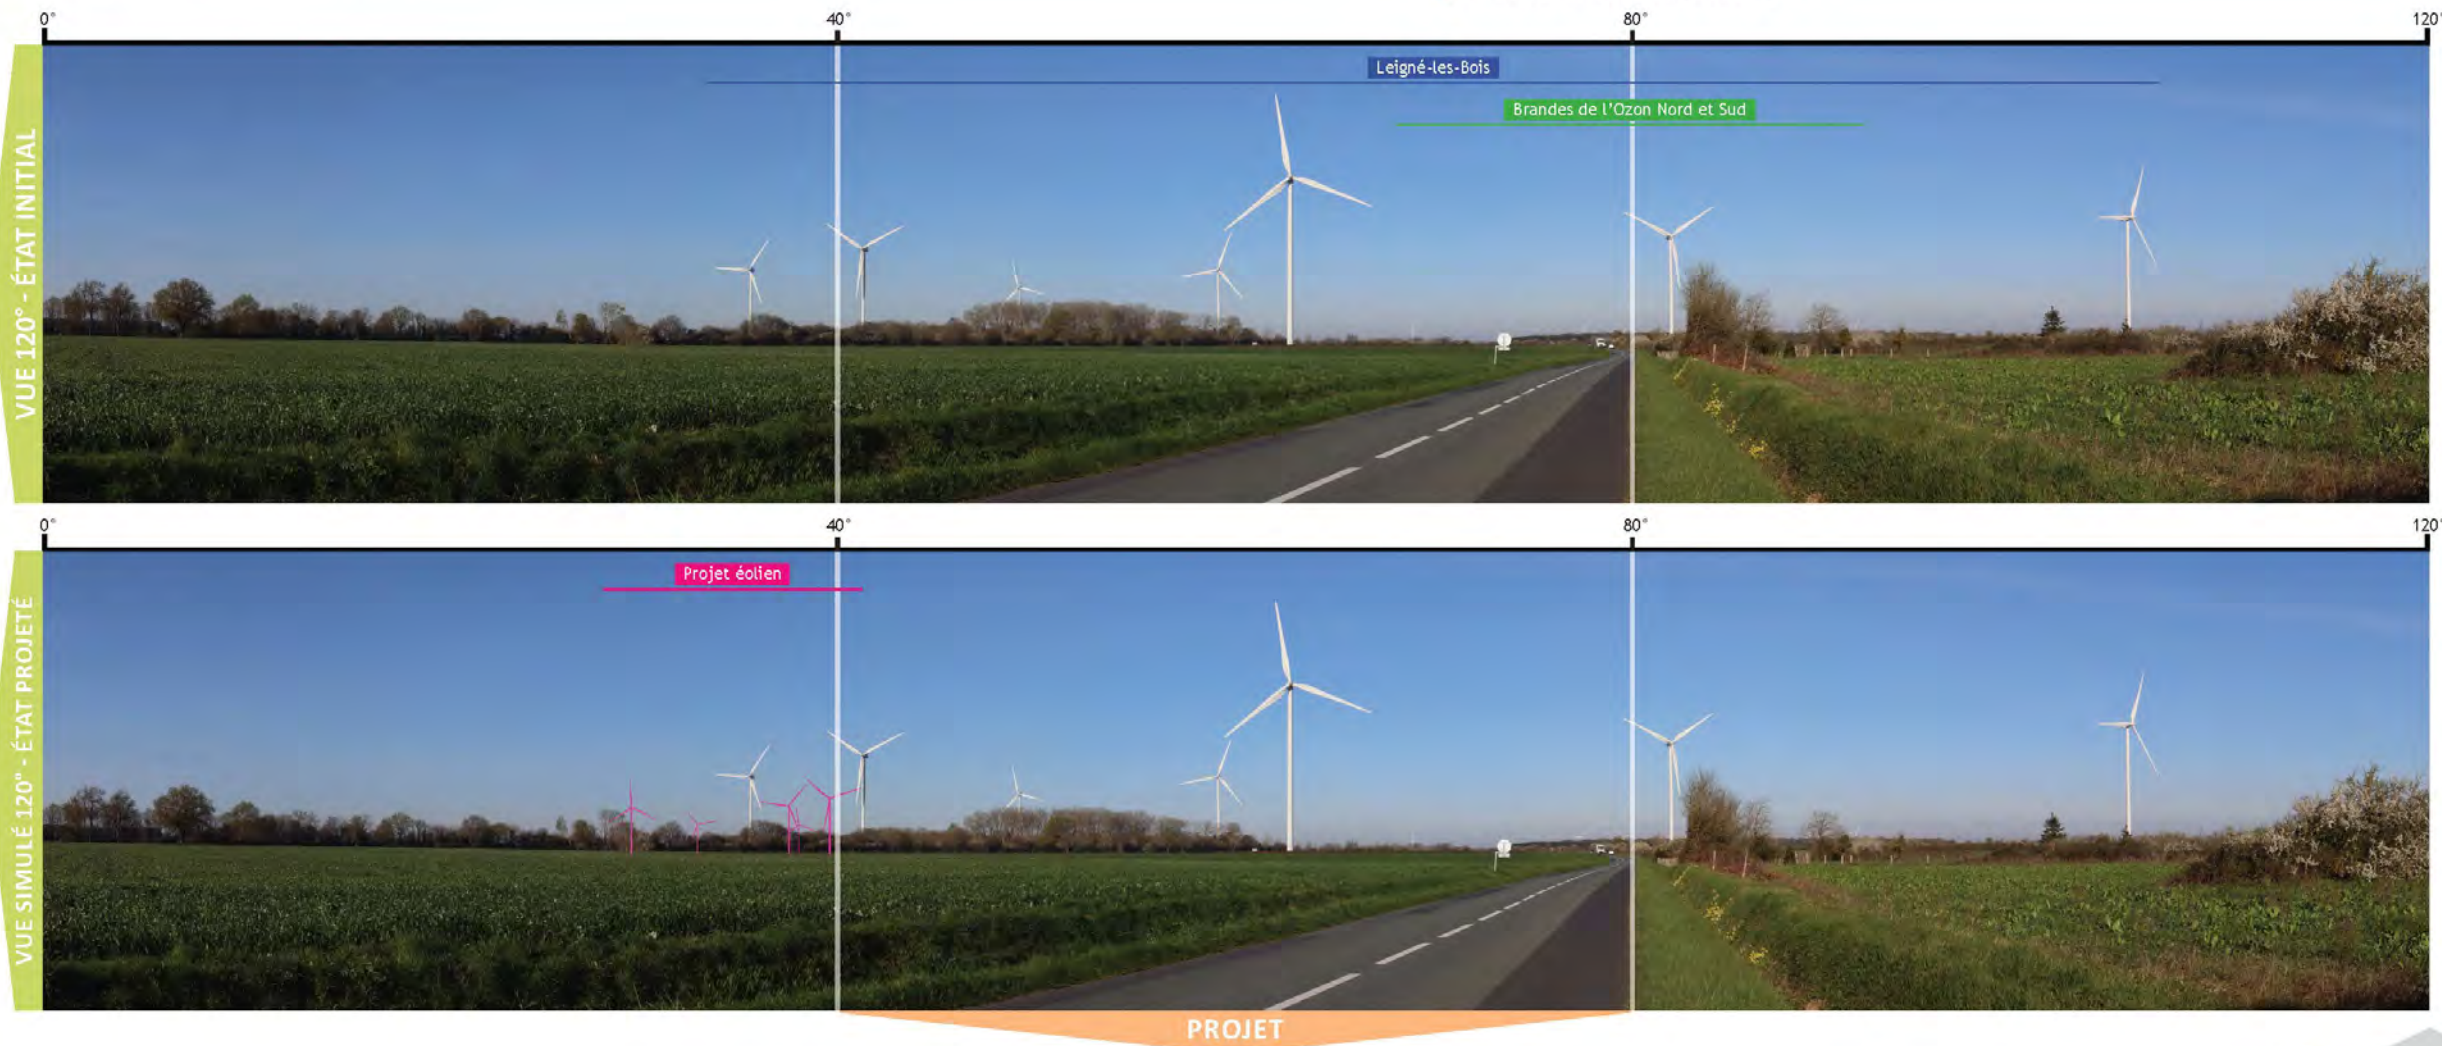 0° 40° 80° 120°
Leigné-les-Bois
Brandes de l'Ozon Nord et Sud
VUE 120° - ÉTAT INITIAL
0° 40° 80° 120°
Projet éolien
VUE SIMULÉ 120° - ÉTAT PROJETÉ
PROJET